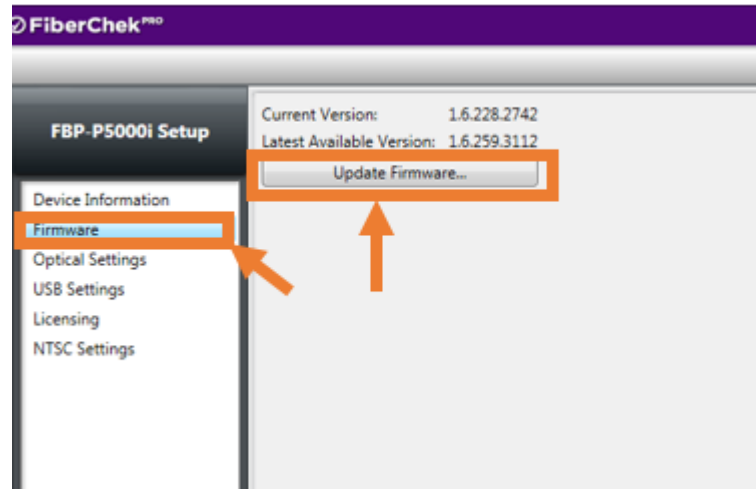 FiberChek PRO
FBP-P5000i Setup
Current Version: 1.6.228.2742
Latest Available Version: 1.6.259.3112
Update Firmware...
Device Information
Firmware
Optical Settings
USB Settings
Licensing
NTSC Settings